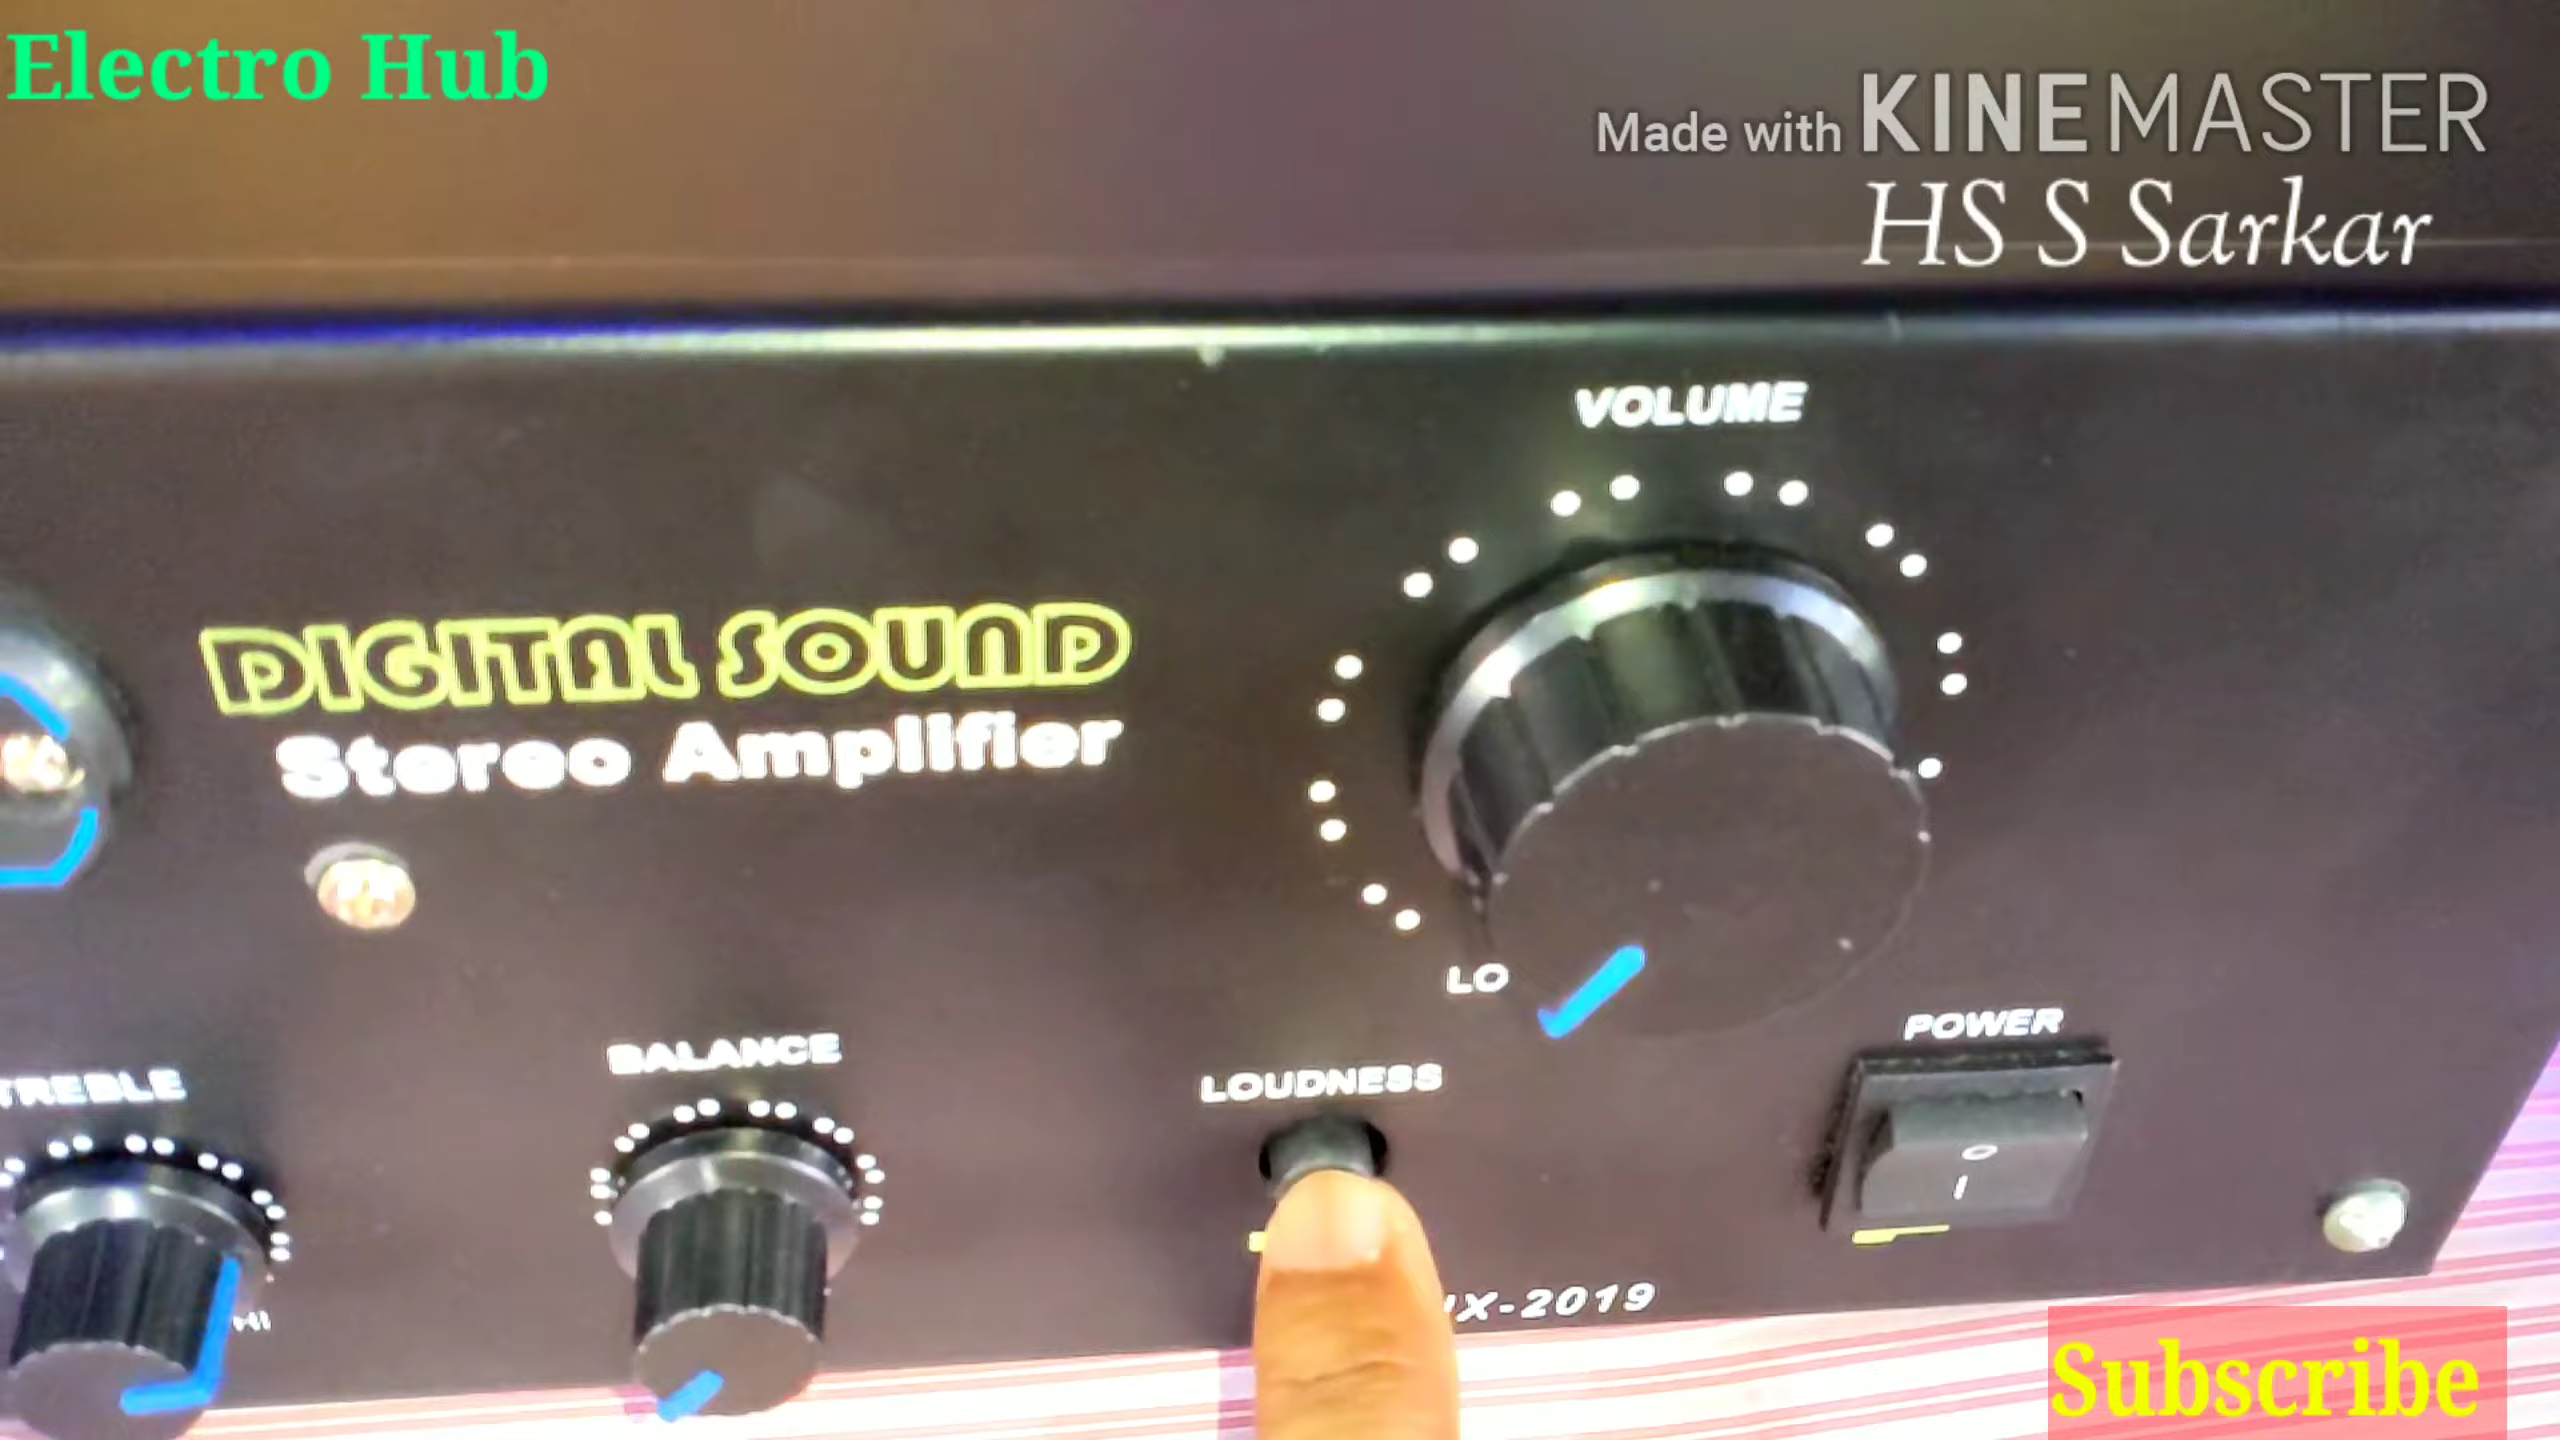 Electro Hub
Made with KINEMASTER
HS S Sarkar
VOLUME
DIGITAL SOUND
Stereo Amplifier
LO
POWER
BALANCE
LOUDNESS
TREBLE
O
I
HI
X-2019
Subscribe